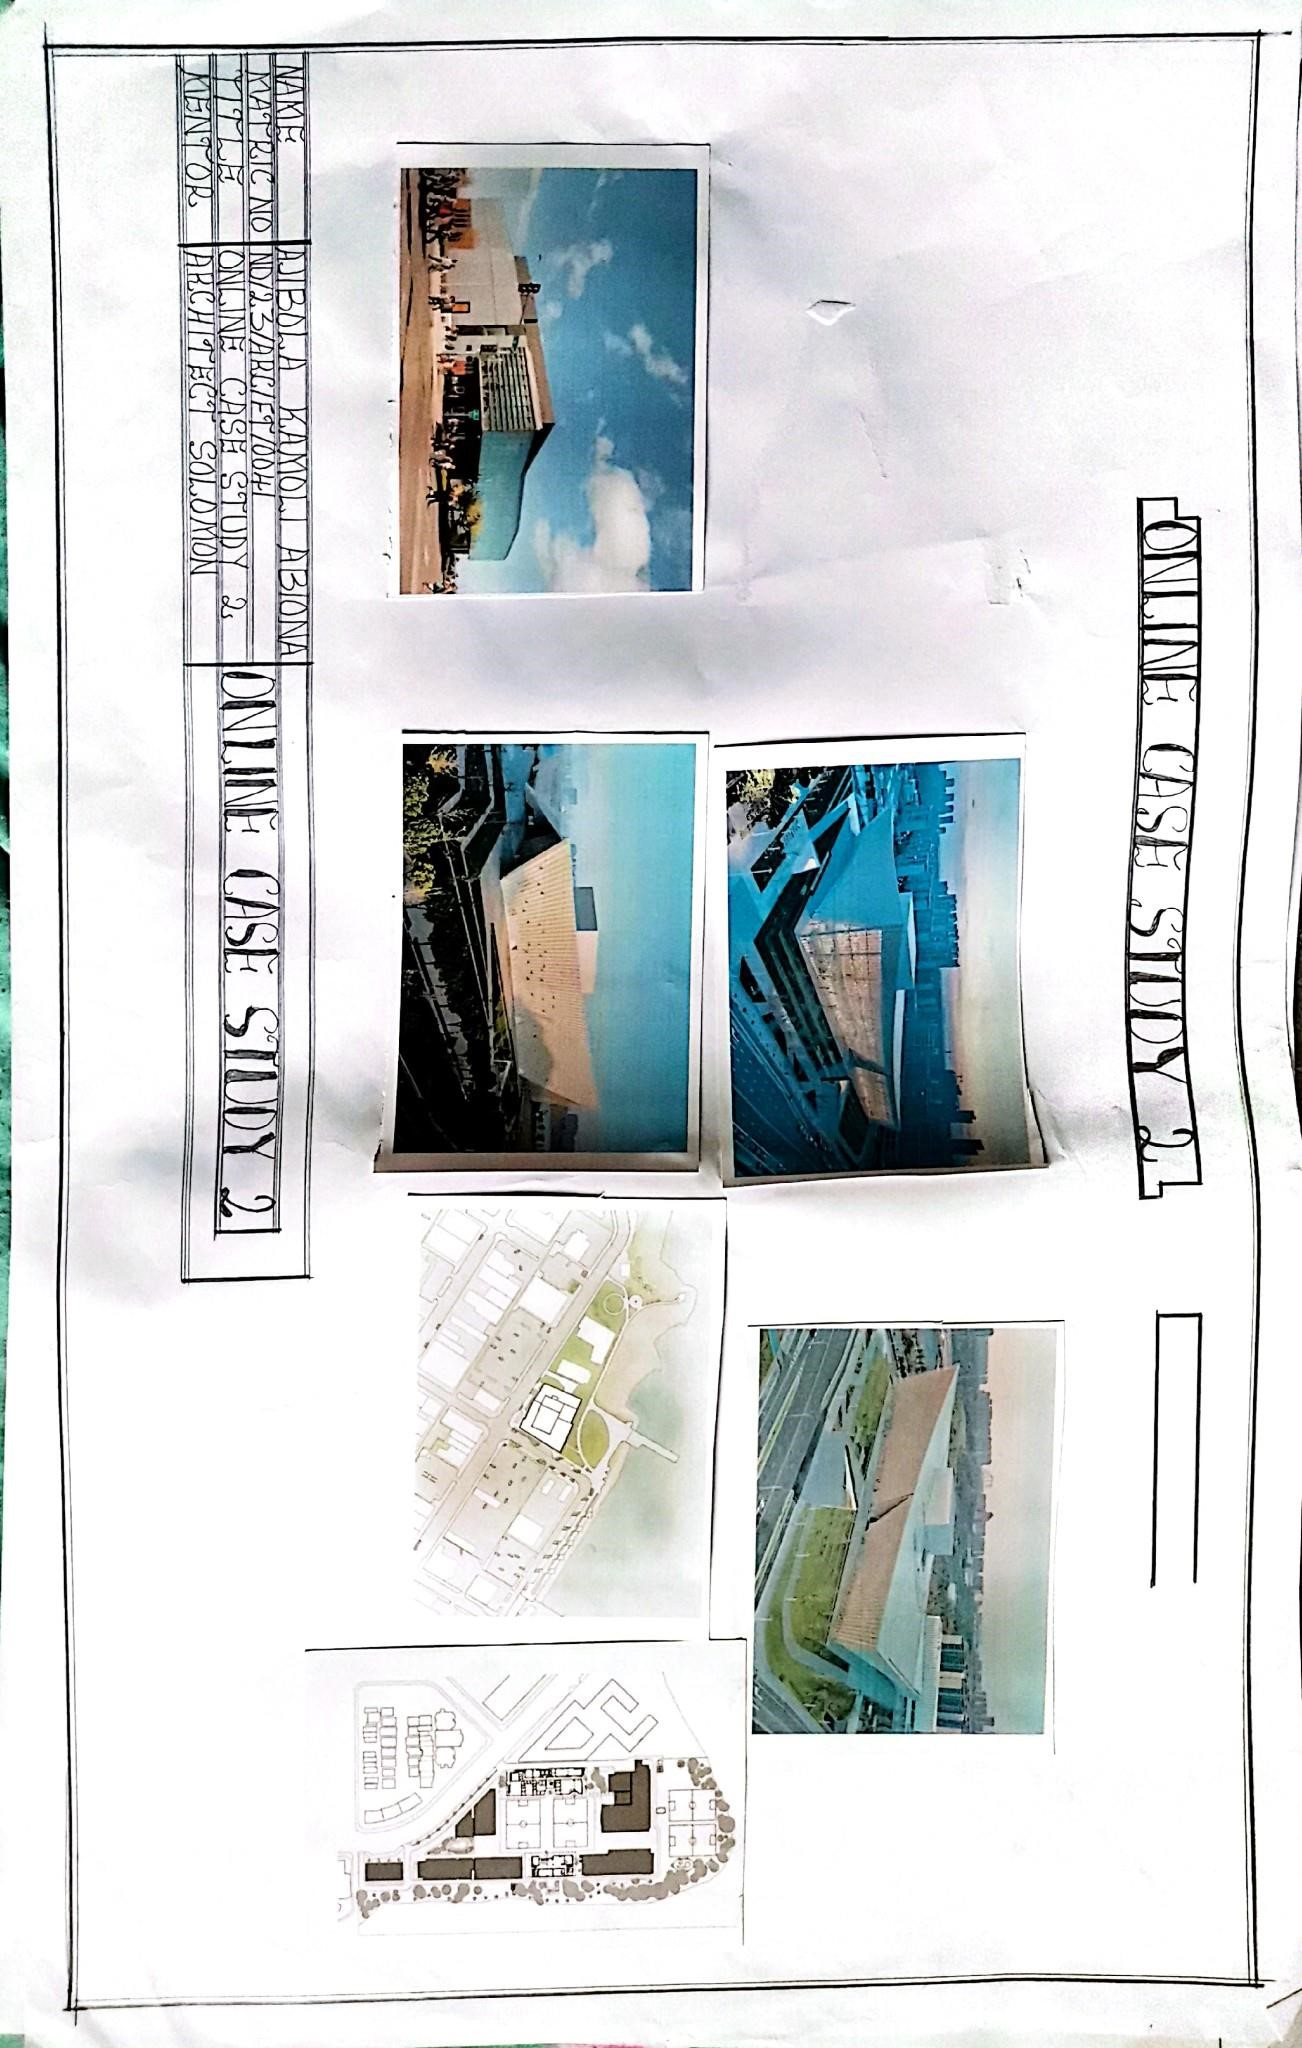 ONLINE CASE STUDY 2
NAME AJIBOLA KAMOLI ABIONA
MATRIC NO ND/23/ARC/FT/0041
TITLE ONLINE CASE STUDY 2
MENTOR ARCHITECT SOLOMON
ONLINE CASE STUDY 2